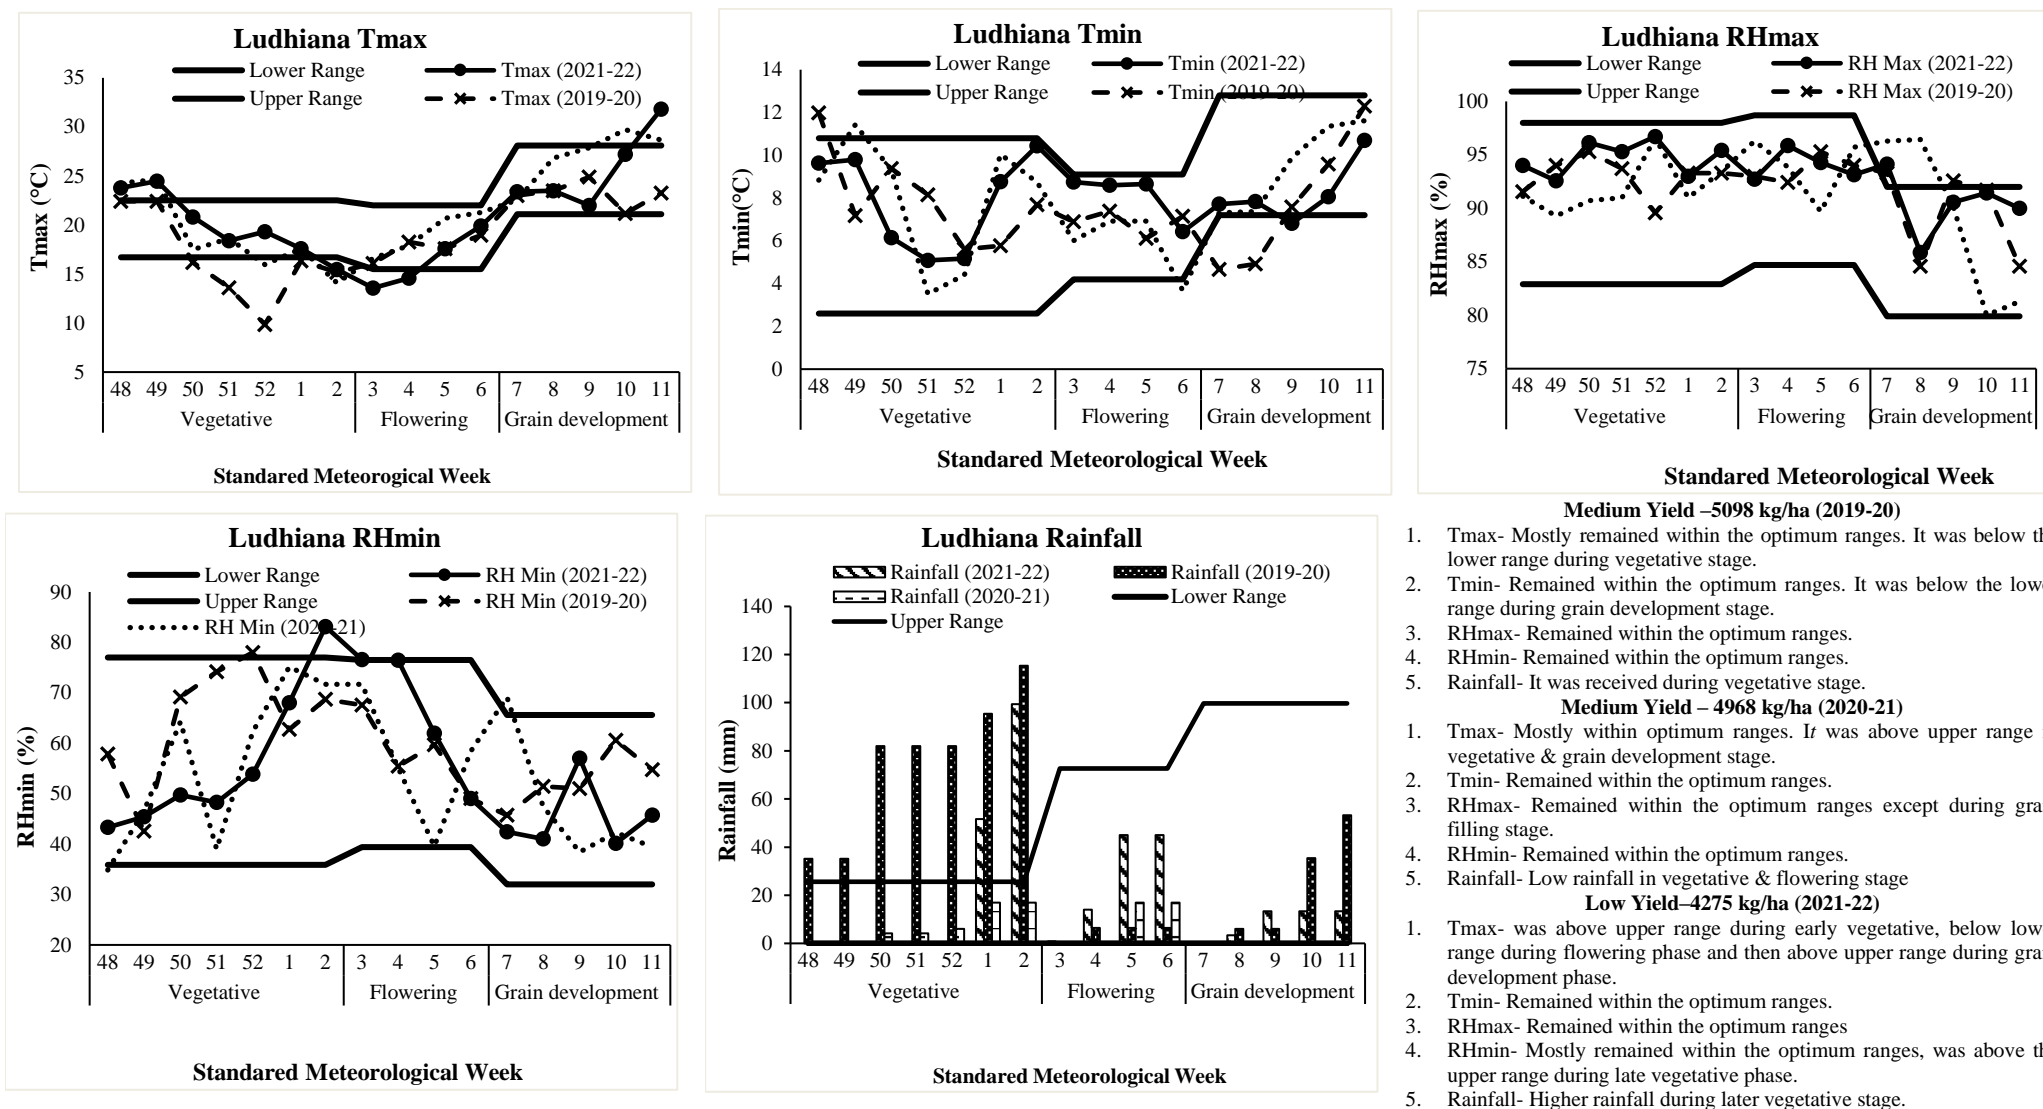 Ludhiana Tmax
Lower Range
Tmax (2021-22)
Upper Range
Tmax (2019-20)
Tmax (°C)
35
30
25
20
15
10
5
48 49 50 51 52 1 2 3 4 5 6 7 8 9 10 11
Vegetative Flowering Grain development
Standared Meteorogical Week
Ludhiana Tmin
Lower Range
Tmin (2021-22)
Upper Range
Tmin (2019-20)
Tmin(°C)
14
12
10
8
6
4
2
0
48 49 50 51 52 1 2 3 4 5 6 7 8 9 10 11
Vegetative Flowering Grain development
Standared Meteorological Week
Ludhiana RHmax
Lower Range
RH Max (2021-22)
Upper Range
RH Max (2019-20)
RHmax (%)
100
95
90
85
80
75
48 49 50 51 52 1 2 3 4 5 6 7 8 9 10 11
Vegetative Flowering Grain development
Standared Meteorological Week
Ludhiana RHmin
Lower Range
RH Min (2021-22)
Upper Range
RH Min (2019-20)
RH Min (2020-21)
RHmin (%)
90
80
70
60
50
40
30
20
48 49 50 51 52 1 2 3 4 5 6 7 8 9 10 11
Vegetative Flowering Grain development
Standared Meteorological Week
Ludhiana Rainfall
Rainfall (2021-22)
Rainfall (2019-20)
Rainfall (2020-21)
Lower Range
Upper Range
Rainfall (mm)
140
120
100
80
60
40
20
0
48 49 50 51 52 1 2 3 4 5 6 7 8 9 10 11
Vegetative Flowering Grain development
Standared Meteorological Week
Medium Yield –5098 kg/ha (2019-20)
1. Tmax- Mostly remained within the optimum ranges. It was below
lower range during vegetative stage.
2. Tmin- Remained within the optimum ranges. It was below the
range during grain development stage.
3. RHmax- Remained within the optimum ranges.
4. RHmin- Remained within the optimum ranges.
5. Rainfall- It was received during vegetative stage.
Medium Yield – 4968 kg/ha (2020-21)
1. Tmax- Mostly within optimum ranges. It was above upper range
vegetative & grain development stage.
2. Tmin- Remained within the optimum ranges.
3. RHmax- Remained within the optimum ranges except during
filling stage.
4. RHmin- Remained within the optimum ranges.
5. Rainfall- Low rainfall in vegetative & flowering stage
Low Yield–4275 kg/ha (2021-22)
1. Tmax- was above upper range during early vegetative, below
range during flowering phase and then above upper range during
development phase.
2. Tmin- Remained within the optimum ranges.
3. RHmax- Remained within the optimum ranges
4. RHmin- Mostly remained within the optimum ranges, was above
upper range during late vegetative phase.
5. Rainfall- Higher rainfall during later vegetative stage.